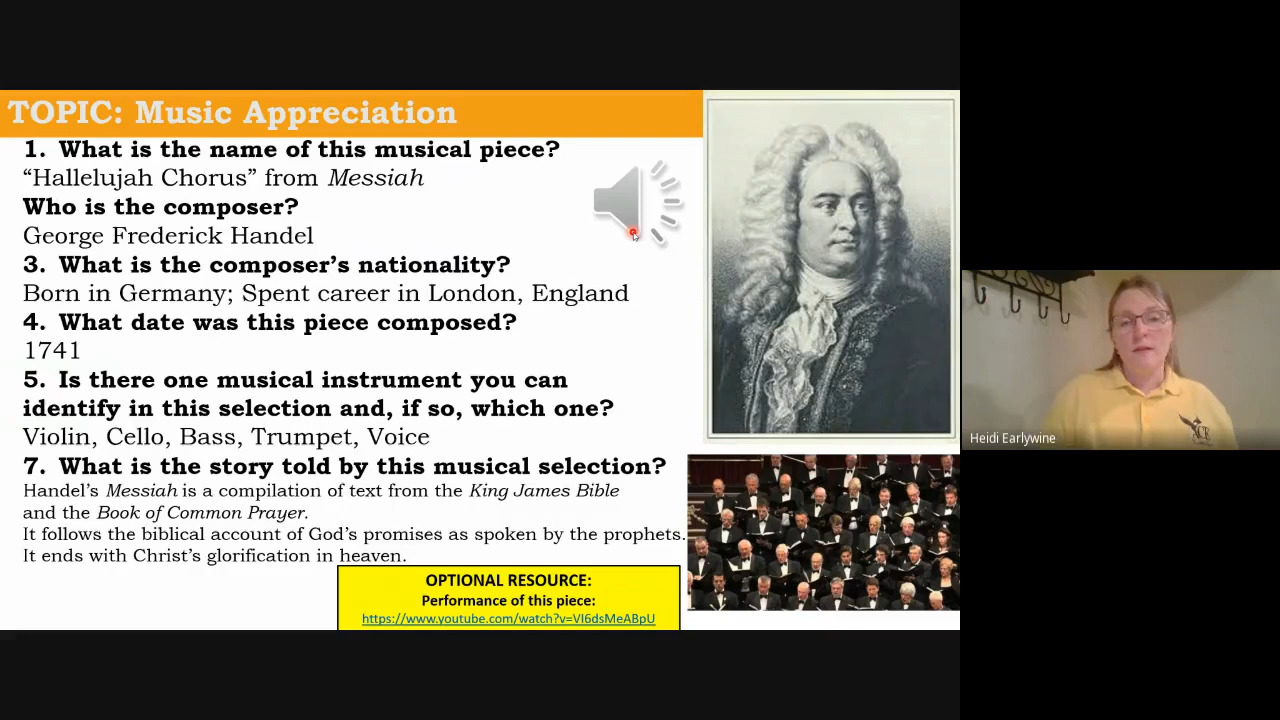 TOPIC: Music Appreciation
1. What is the name of this musical piece?
“Hallelujah Chorus” from Messiah
Who is the composer?
George Frederick Handel
3. What is the composer’s nationality?
Born in Germany; Spent career in London, England
4. What date was this piece composed?
1741
5. Is there one musical instrument you can
identify in this selection and, if so, which one?
Violin, Cello, Bass, Trumpet, Voice
7. What is the story told by this musical selection?
Handel’s Messiah is a compilation of text from the King James Bible
and the Book of Common Prayer.
It follows the biblical account of God’s promises as spoken by the prophets.
It ends with Christ’s glorification in heaven.
OPTIONAL RESOURCE:
Performance of this piece:
https://www.youtube.com/watch?v=VI6dsMeABpU
Heidi Earlywine
ACE